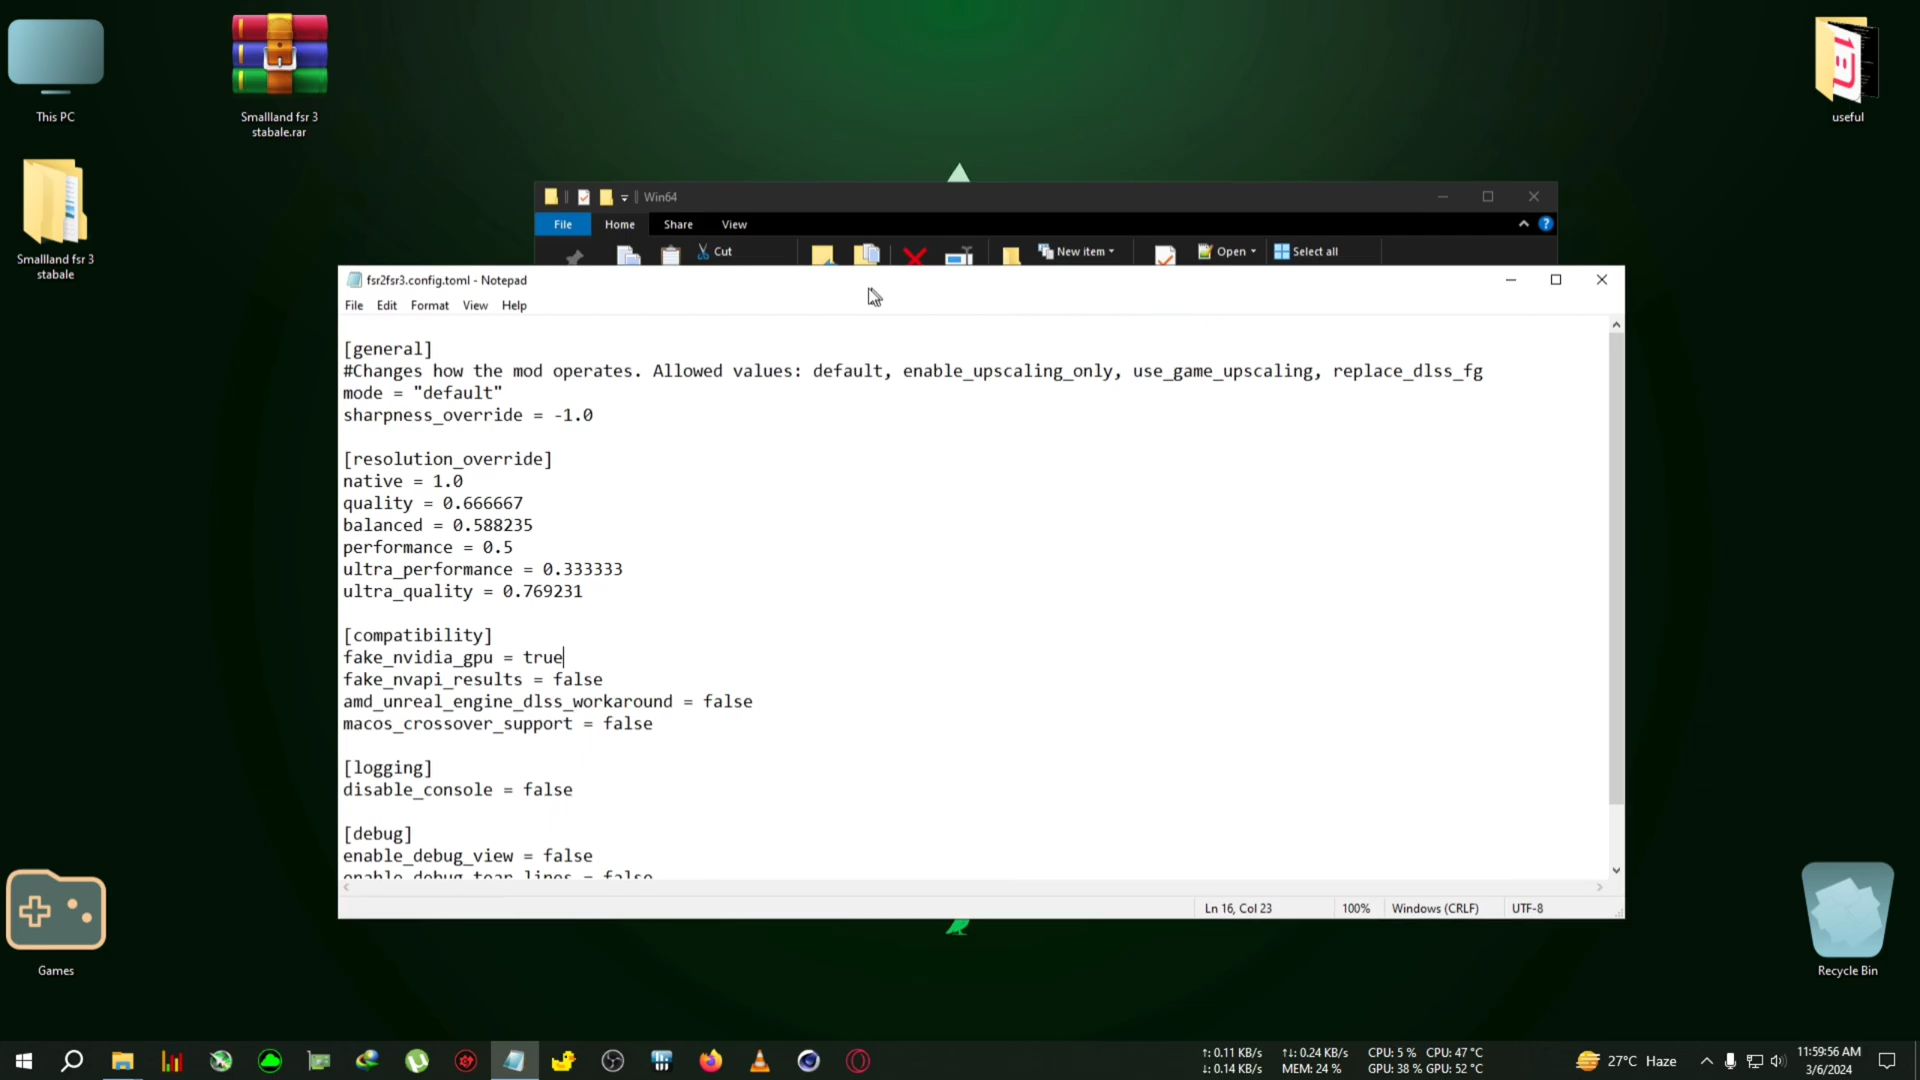 This PC
Smallland fsr 3
stabale.rar
useful
Smallland fsr 3
stabale
Win64
File Home Share View
Cut
New item
Open
Select all
fsr2fsr3.config.toml - Notepad
File Edit Format View Help
[general]
#Changes how the mod operates. Allowed values: default, enable_upscaling_only, use_game_upscaling, replace_dlss_fg
mode = "default"
sharpness_override = -1.0
[resolution_override]
native = 1.0
quality = 0.666667
balanced = 0.588235
performance = 0.5
ultra_performance = 0.333333
ultra_quality = 0.769231
[compatibility]
fake_nvidia_gpu = true
fake_nvapi_results = false
amd_unreal_engine_dlss_workaround = false
macos_crossover_support = false
[logging]
disable_console = false
[debug]
enable_debug_view = false
enable_debug_tear_lines = false
Ln 16, Col 23 100% Windows (CRLF) UTF-8
Games
Recycle Bin
↑: 0.11 KB/s ↑↓: 0.24 KB/s CPU: 5 % CPU: 47 °C
↓: 0.14 KB/s MEM: 24 % GPU: 38 % GPU: 52 °C
27°C Haze
11:59:56 AM
3/6/2024